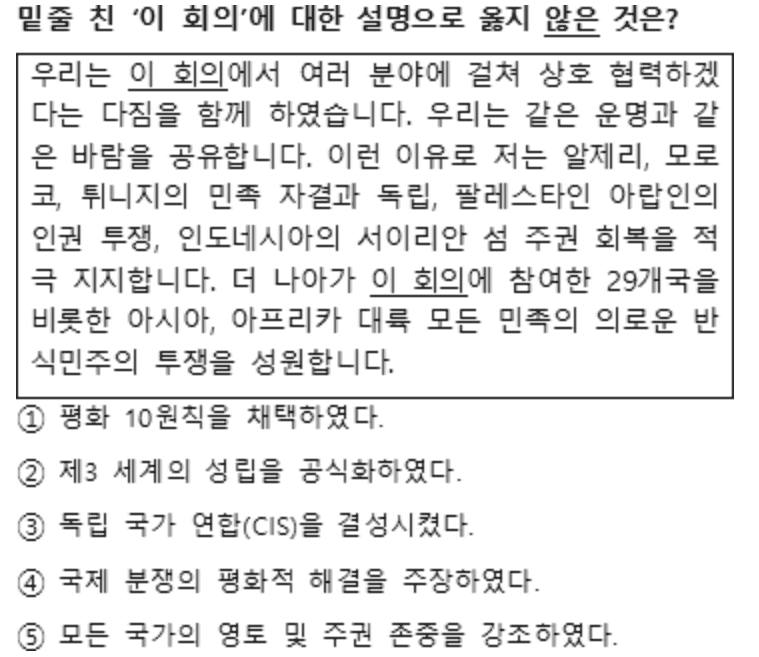 밑줄 친 '이 회의'에 대한 설명으로 옳지 않은 것은?
우리는 이 회의에서 여러 분야에 걸쳐 상호 협력하겠
다는 다짐을 함께 하였습니다. 우리는 같은 운명과 같
은 바람을 공유합니다. 이런 이유로 저는 알제리, 모로
코, 튀니지의 민족 자결과 독립, 팔레스타인 아랍인의
인권 투쟁, 인도네시아의 서이리안 섬 주권 회복을 적
극 지지합니다. 더 나아가 이 회의에 참여한 29개국을
비롯한 아시아, 아프리카 대륙 모든 민족의 의로운 반
식민주의 투쟁을 성원합니다.
① 평화 10원칙을 채택하였다.
② 제3 세계의 성립을 공식화하였다.
③ 독립 국가 연합(CIS)을 결성시켰다.
④ 국제 분쟁의 평화적 해결을 주장하였다.
⑤ 모든 국가의 영토 및 주권 존중을 강조하였다.